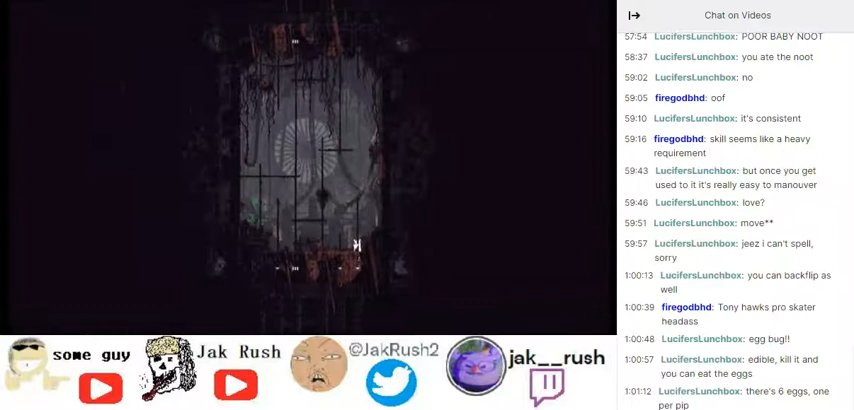 Chat on Videos
57:54 LucifersLunchbox: POOR BABY NOOT
58:37 LucifersLunchbox: you ate the noot
59:02 LucifersLunchbox: no
59:05 firegodbhd: oof
59:10 LucifersLunchbox: it's consistent
59:16 firegodbhd: skill seems like a heavy
requirement
59:43 LucifersLunchbox: but once you get
used to it it's really easy to manouver
59:46 LucifersLunchbox: love?
59:51 LucifersLunchbox: move**
59:57 LucifersLunchbox: jeez i can't spell,
sorry
1:00:13 LucifersLunchbox: you can backflip as
well
1:00:39 firegodbhd: Tony hawks pro skater
headass
1:00:48 LucifersLunchbox: egg bug!!
1:00:57 LucifersLunchbox: edible, kill it and
you can eat the eggs
1:01:12 LucifersLunchbox: there's 6 eggs, one
per pip
some guy
Jak Rush
@JakRush2
jak__rush